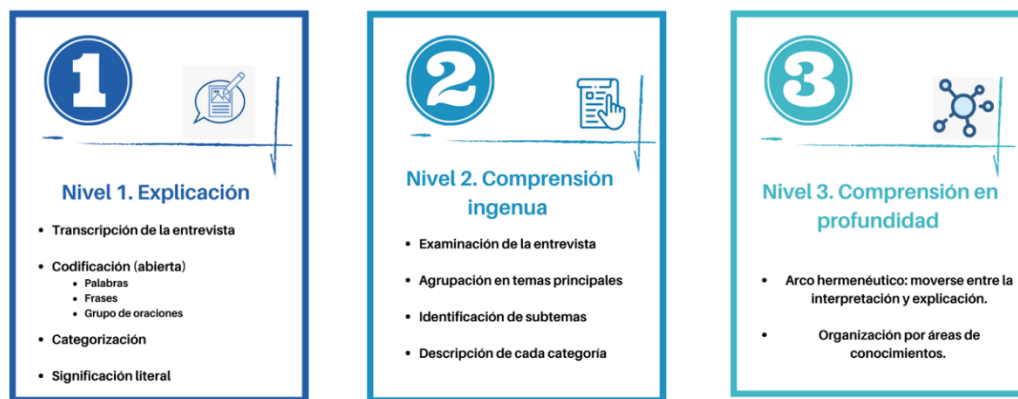 1
Nivel 1. Explicación
• Transcripción de la entrevista
• Codificación (abierta)
• Palabras
• Frases
• Grupo de oraciones
• Categorización
• Significación literal
2
Nivel 2. Comprensión
ingenua
• Examinación de la entrevista
• Agrupación en temas principales
• Identificación de subtemas
• Descripción de cada categoría
3
Nivel 3. Comprensión en
profundidad
• Arco hermenéutico: moverse entre la
interpretación y explicación.
• Organización por áreas de
conocimientos.